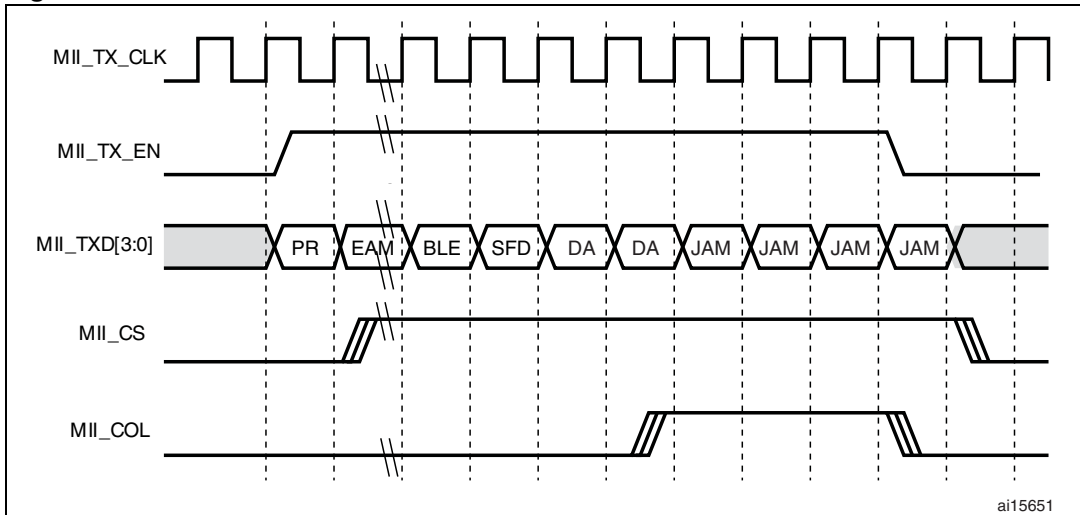 MII_TX_CLK
MII_TX_EN
MII_TXD[3:0] PR EAM BLE SFD DA DA JAM JAM JAM JAM
MII_CS
MII_COL
ai15651